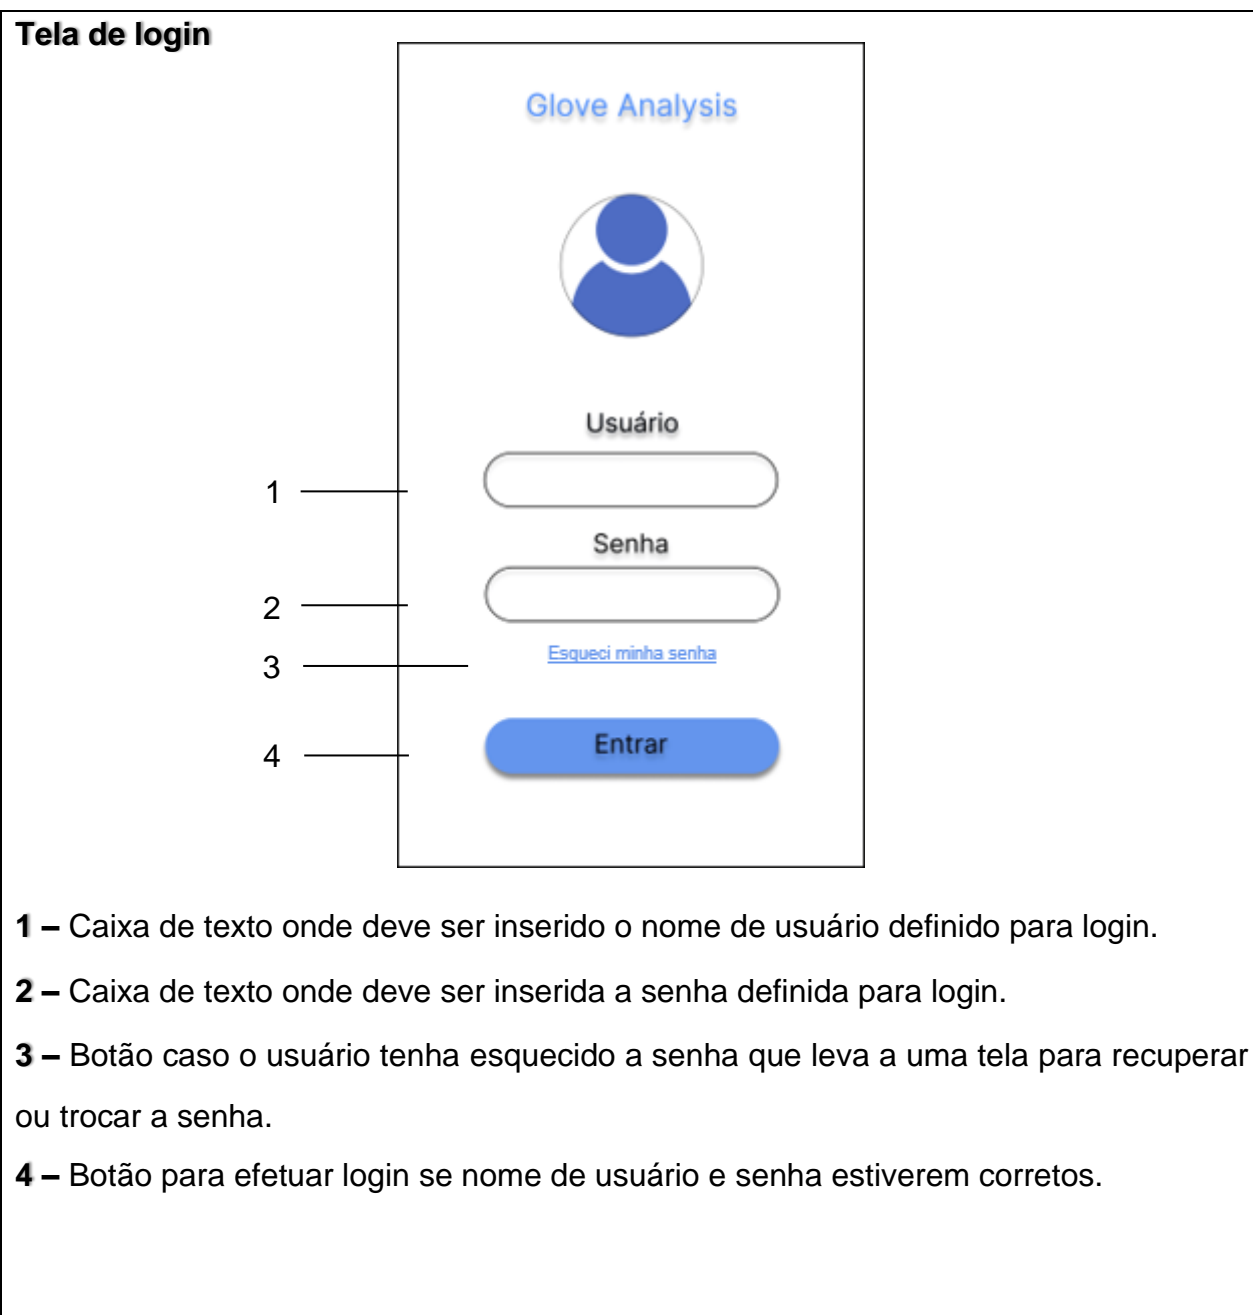 Tela de login
Glove Analysis
Usuário
1
Senha
2
Esqueci minha senha
3
Entrar
4
1 – Caixa de texto onde deve ser inserido o nome de usuário definido para login.
2 – Caixa de texto onde deve ser inserida a senha definida para login.
3 – Botão caso o usuário tenha esquecido a senha que leva a uma tela para recuperar
ou trocar a senha.
4 – Botão para efetuar login se nome de usuário e senha estiverem corretos.